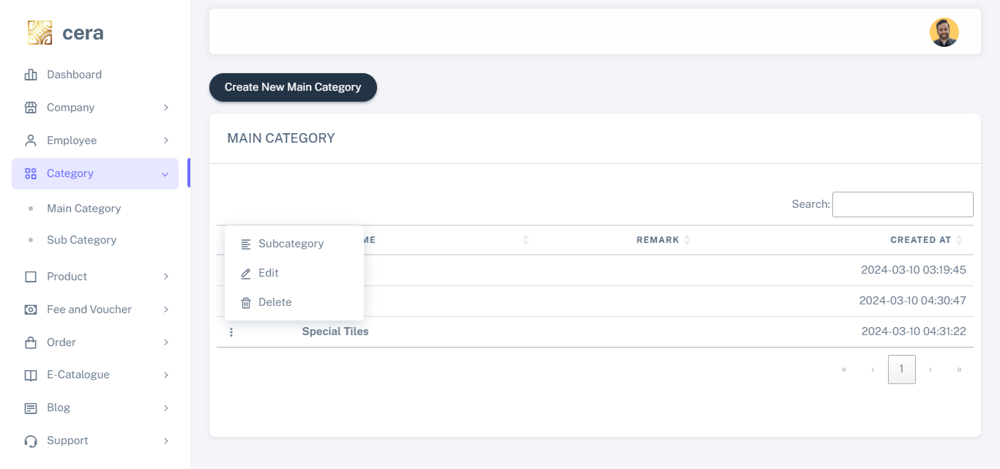 cera
Dashboard
Company
Employee
Category
Main Category
Sub Category
Product
Fee and Voucher
Order
E-Catalogue
Blog
Support
Create New Main Category
MAIN CATEGORY
Search:
ME REMARK CREATED AT
Subcategory
Edit
Delete
2024-03-10 03:19:45
2024-03-10 04:30:47
Special Tiles 2024-03-10 04:31:22
« ‹ 1 › »